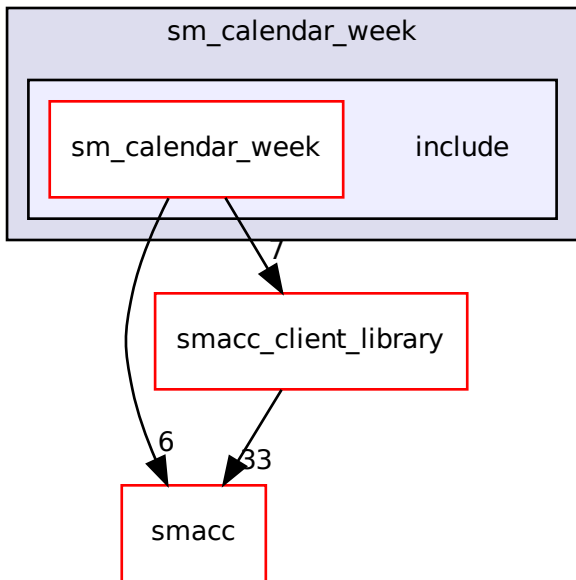 sm_calendar_week
sm_calendar_week
include
7
smacc_client_library
6
33
smacc